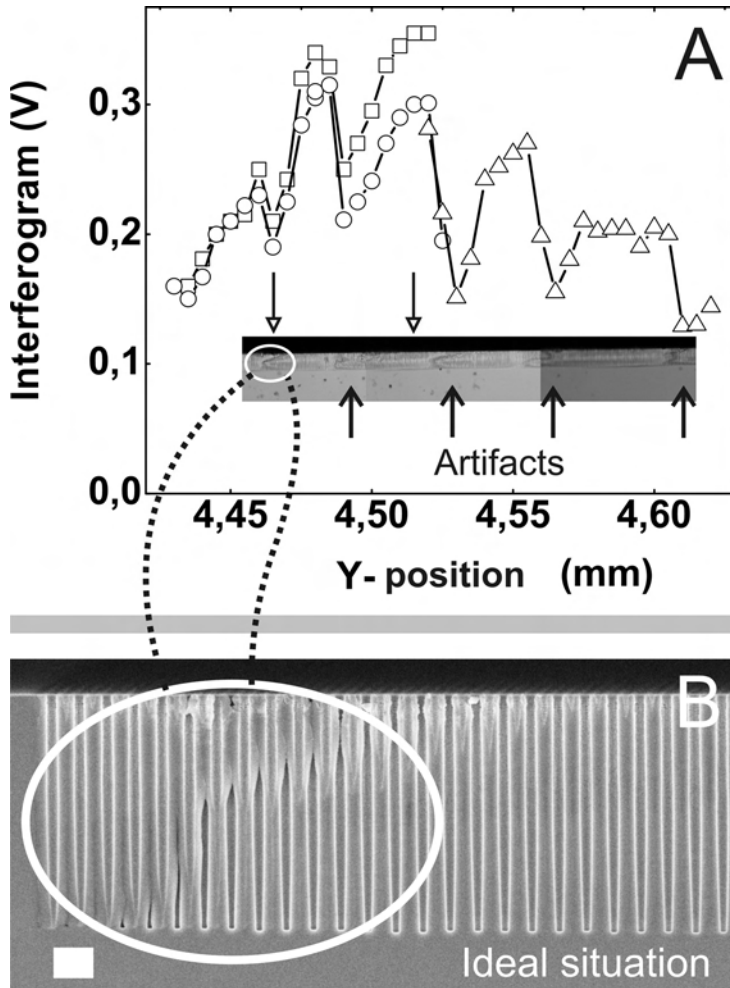 A
Interferogram (V)
0,3
0,2
0,1
0,0
Artifacts
4,45 4,50 4,55 4,60
Y- position (mm)
B
Ideal situation